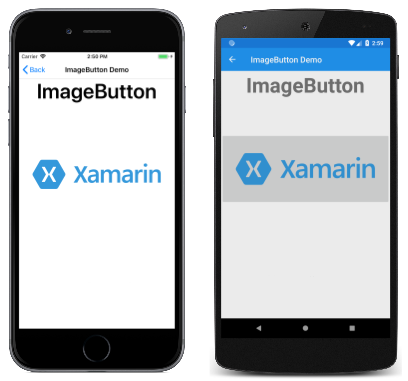 Carrier 2:50 PM
Back ImageButton Demo
ImageButton
X Xamarin
2:59
ImageButton Demo
ImageButton
X Xamarin